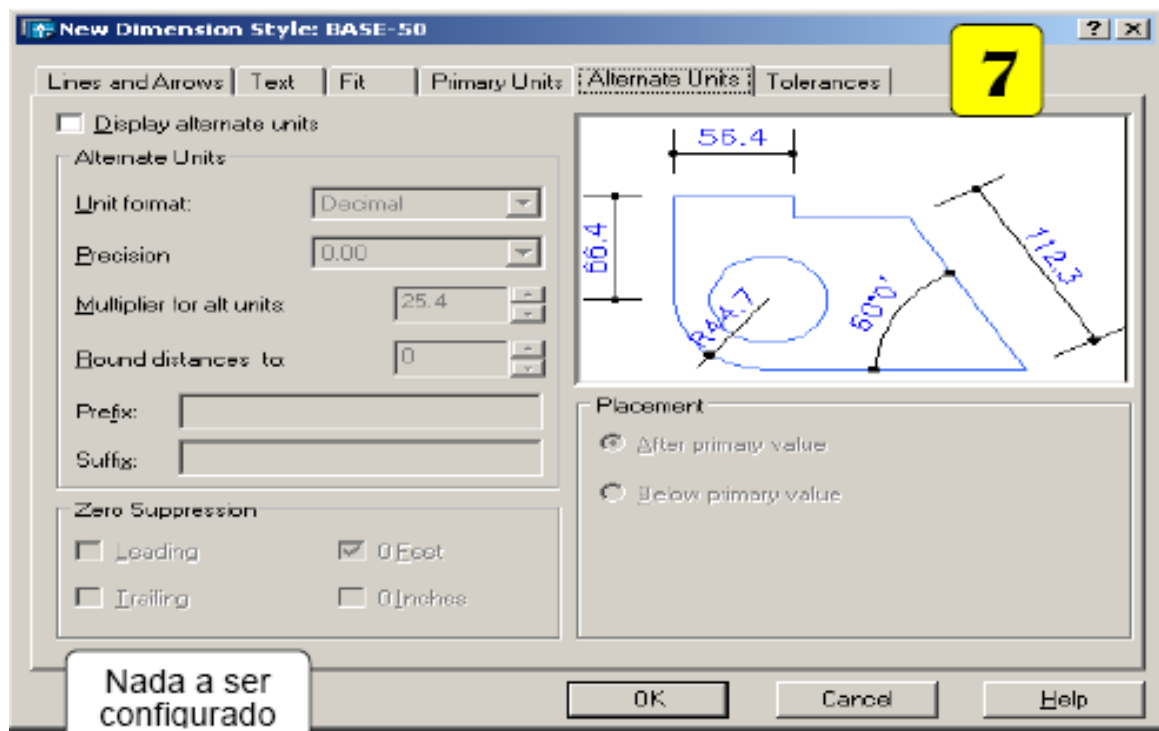 New Dimension Style: BASE-50
7
Lines and Arrows
Text
Fit
Primary Units
Alternate Units
Tolerances
Display alternate units
Alternate Units
Unit format:
Decimal
Precision
0.00
Multiplier for alt units:
25.4
Round distances to:
0
Prefix:
Suffix:
Zero Suppression
Leading
0 Feet
Trailing
0 Inches
56.4
66.4
R44.7
60°0'
112.3
Placement
After primary value
Below primary value
Nada a ser
configurado
OK
Cancel
Help